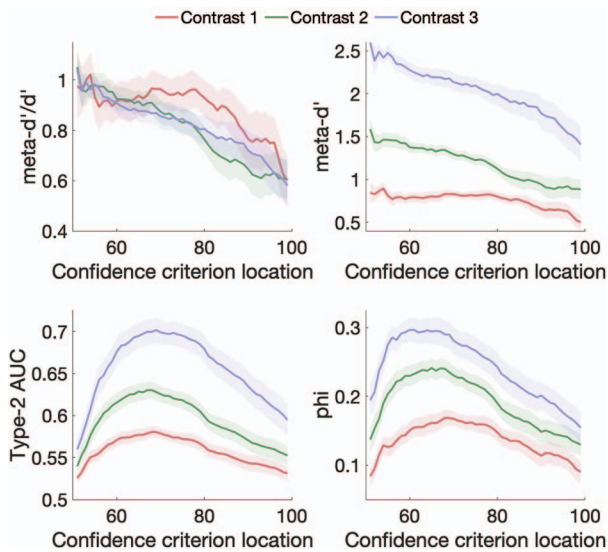 Contrast 1 Contrast 2 Contrast 3
meta-d'/d'
1
0.8
0.6
0.4
60 80 100
Confidence criterion location
meta-d'
2.5
2
1.5
1
0.5
60 80 100
Confidence criterion location
Type-2 AUC
0.7
0.65
0.6
0.55
0.5
60 80 100
Confidence criterion location
phi
0.3
0.2
0.1
60 80 100
Confidence criterion location